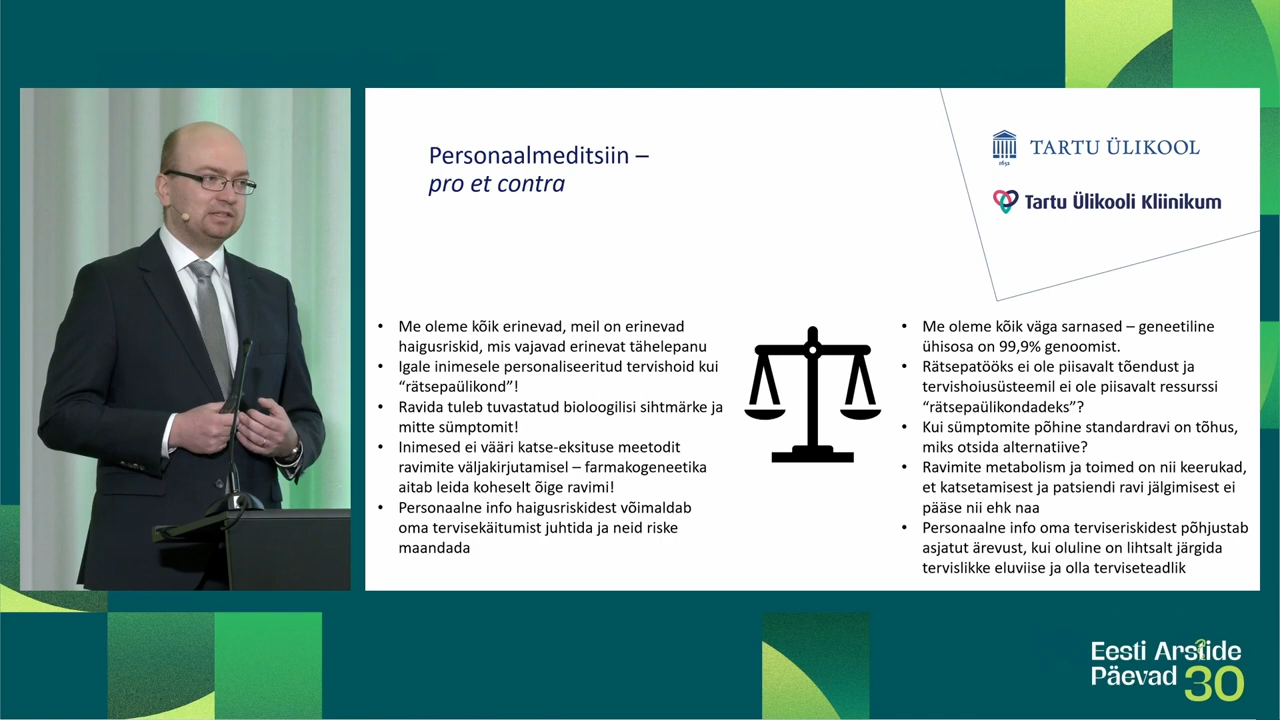 Personaalmeditsiin –
pro et contra
1632
TARTU ÜLIKOOL
Tartu Ülikooli Kliinikum
• Me oleme kõik erinevad, meil on erinevad
haigusriskid, mis vajavad erinevat tähelepanu
• Igale inimesele personaliseeritud tervishoid kui
“rätsepaülikond”!
• Ravida tuleb tuvastatud bioloogilisi sihtmärke ja
mitte sümptomit!
• Inimesed ei vääri katse-eksituse meetodit
ravimite väljakirjutamisel – farmakogeneetika
aitab leida koheselt õige ravimi!
• Personaalne info haigusriskidest võimaldab
oma tervisekäitumist juhtida ja neid riske
maandada
• Me oleme kõik väga sarnased – geneetiline
ühisosa on 99,9% genoomist.
• Rätsepatööks ei ole piisavalt tõendust ja
tervishoiusüsteemil ei ole piisavalt ressurssi
“rätsepaülikondadeks”?
• Kui sümptomite põhine standardravi on tõhus,
miks otsida alternatiive?
• Ravimite metabolism ja toimed on nii keerukad,
et katsetamisest ja patsiendi ravi jälgimisest ei
pääse nii ehk naa
• Personaalne info oma terviseriskidest põhjustab
asjatut ärevust, kui oluline on lihtsalt järgida
tervislikke eluviise ja olla terviseteadlik
Eesti Arstide
Päevad 30